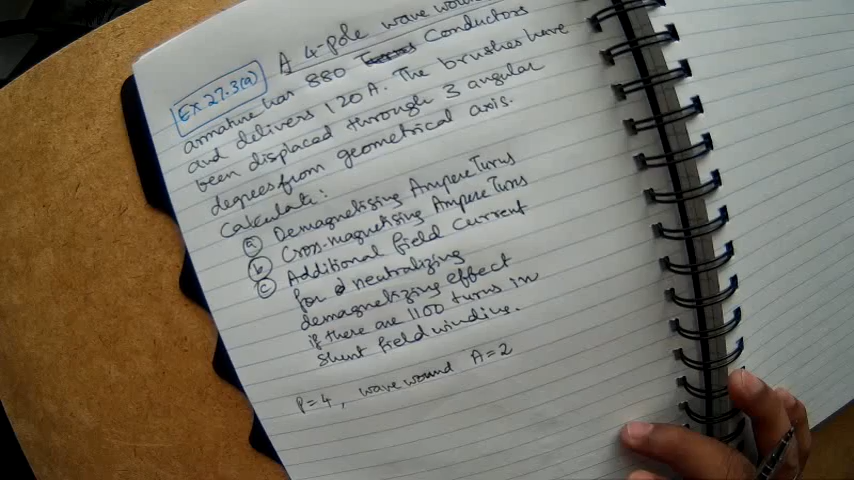 Ex.27.3(a) A 4-pole wave wound
armature has 880 Conductors
and delivers 120 A. The brushes have
been displaced through 3 angular
degrees from geometrical axis.
Calculate:
(a) Demagnetising Ampere Turns
(b) Cross-magnetising Ampere Turns
(c) Additional field current
for neutralizing
demagnetizing effect
if there are 1100 turns in
shunt field winding.
P=4, wave wound A=2